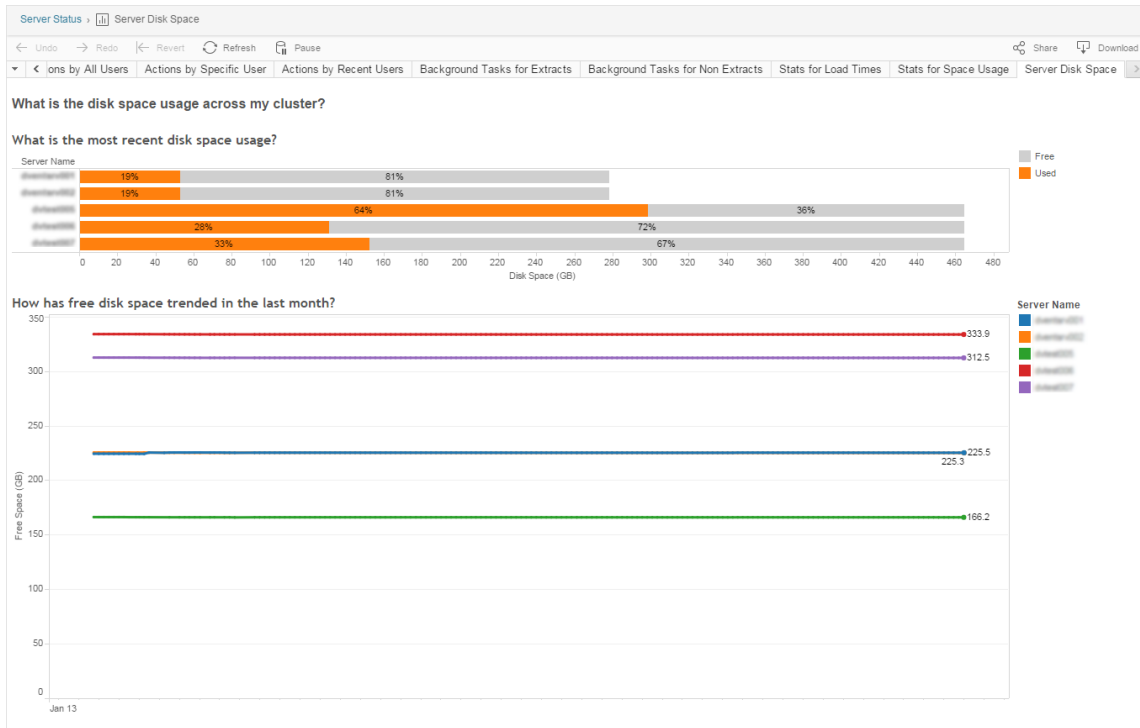 Server Status › Server Disk Space
Undo Redo Revert Refresh Pause Share Download
ons by All Users Actions by Specific User Actions by Recent Users Background Tasks for Extracts Background Tasks for Non Extracts Stats for Load Times Stats for Space Usage Server Disk Space
What is the disk space usage across my cluster?
What is the most recent disk space usage?
Server Name
19% 81%
19% 81%
64% 36%
28% 72%
33% 67%
0 20 40 60 80 100 120 140 160 180 200 220 240 260 280 300 320 340 360 380 400 420 440 460 480
Disk Space (GB)
Free
Used
How has free disk space trended in the last month?
350
300
250
200
150
100
50
0
Free Space (GB)
333.9
312.5
225.5
225.3
166.2
Jan 13
Server Name